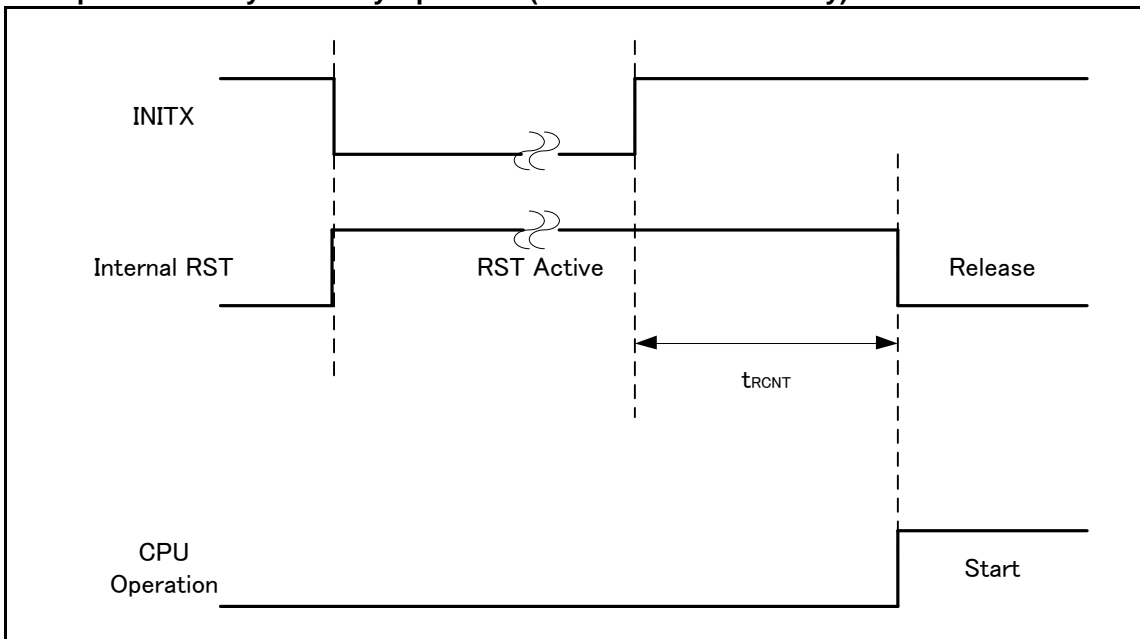 INITX
Internal RST
RST Active
Release
tRCNT
CPU
Operation
Start